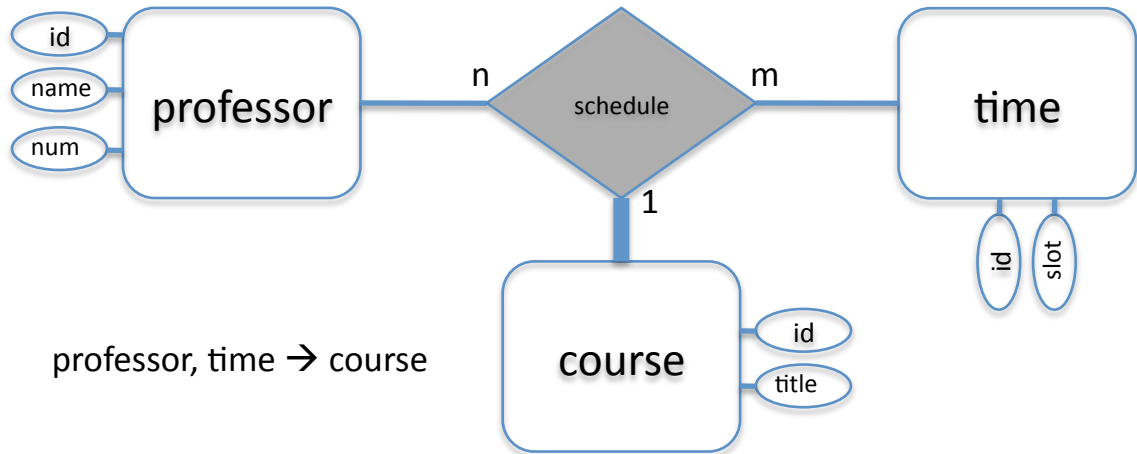 id
name
num
professor
n
schedule
m
time
id
slot
1
course
id
title
professor, time → course